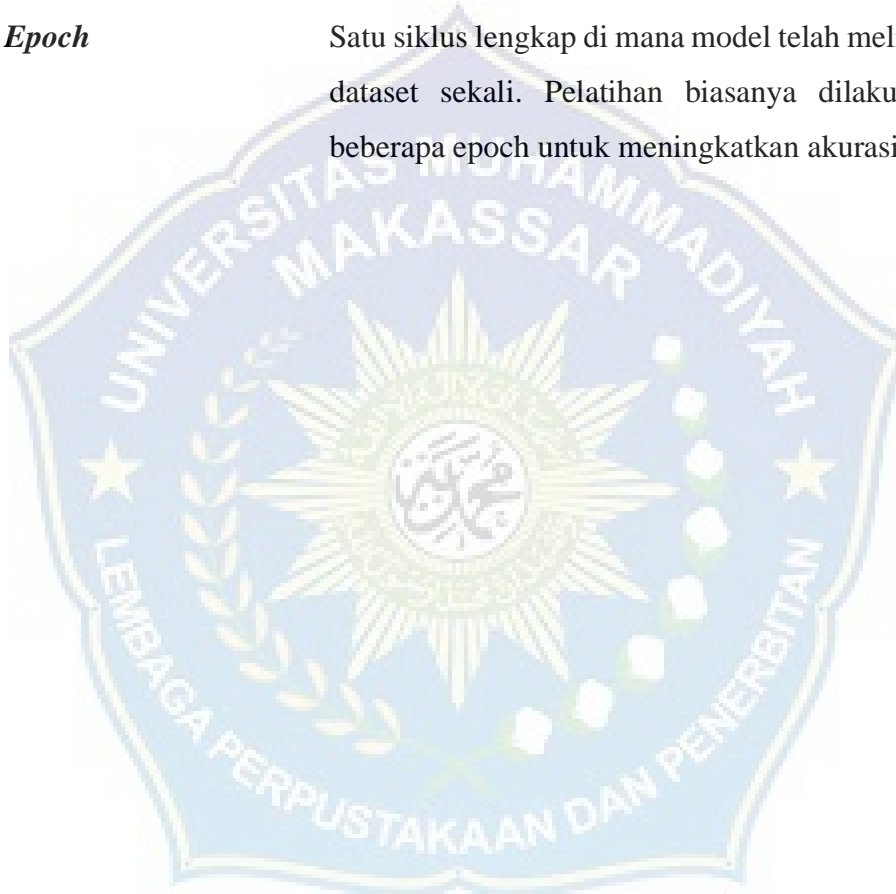 Epoch Satu siklus lengkap di mana model telah mel
dataset sekali. Pelatihan biasanya dilaku
beberapa epoch untuk meningkatkan akurasi
UNIVERSITAS MUHAMMADIYAH
MAKASSAR
LEMBAGA PERPUSTAKAAN DAN PENERBITAN